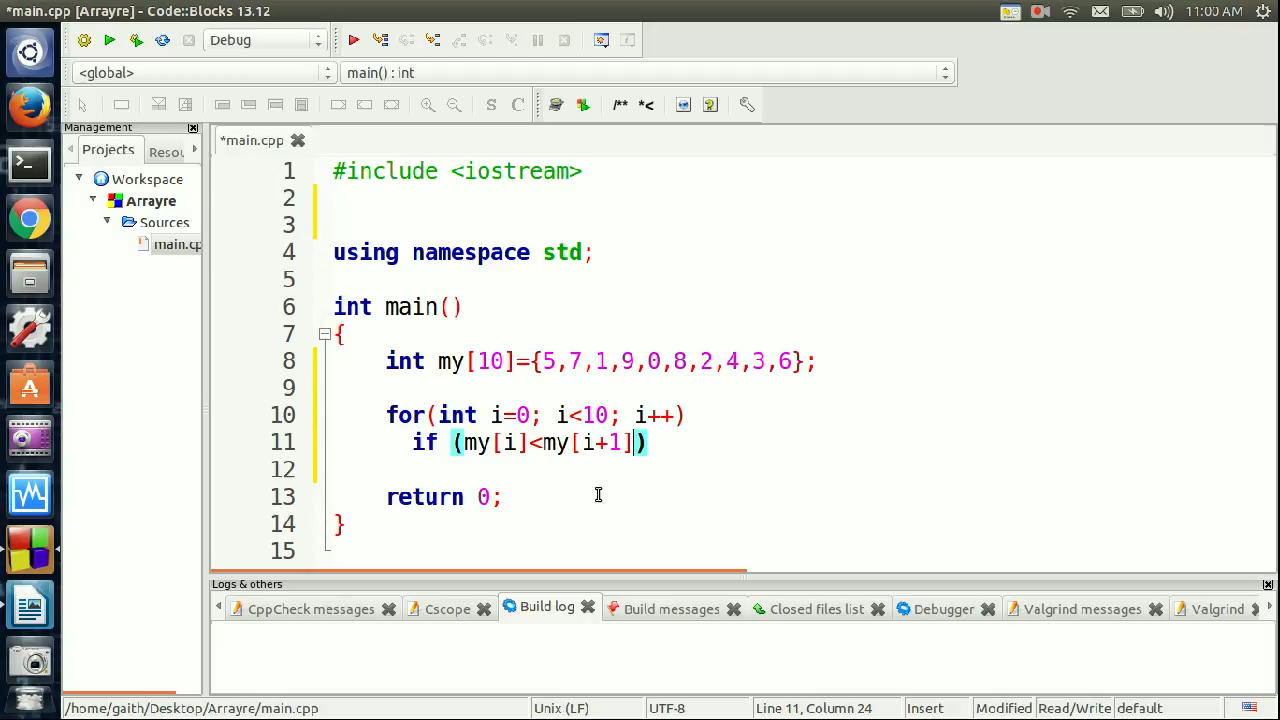 *main.cpp [Arrayre] - Code::Blocks 13.12
11:00 AM
Debug
<global>
main() : int
S C /** *<
Management
Projects Resou
*main.cpp
Workspace
Arrayre
Sources
main.cp
1 #include <iostream>
2
3
4 using namespace std;
5
6 int main()
7 {
8 int my[10]={5,7,1,9,0,8,2,4,3,6};
9
10 for(int i=0; i<10; i++)
11 if (my[i]<my[i+1])
12
13 return 0;
14 }
15
Logs & others
CppCheck messages Cscope Build log Build messages Closed files list Debugger Valgrind messages Valgrind
/home/gaith/Desktop/Arrayre/main.cpp Unix (LF) UTF-8 Line 11, Column 24 Insert Modified Read/Write default